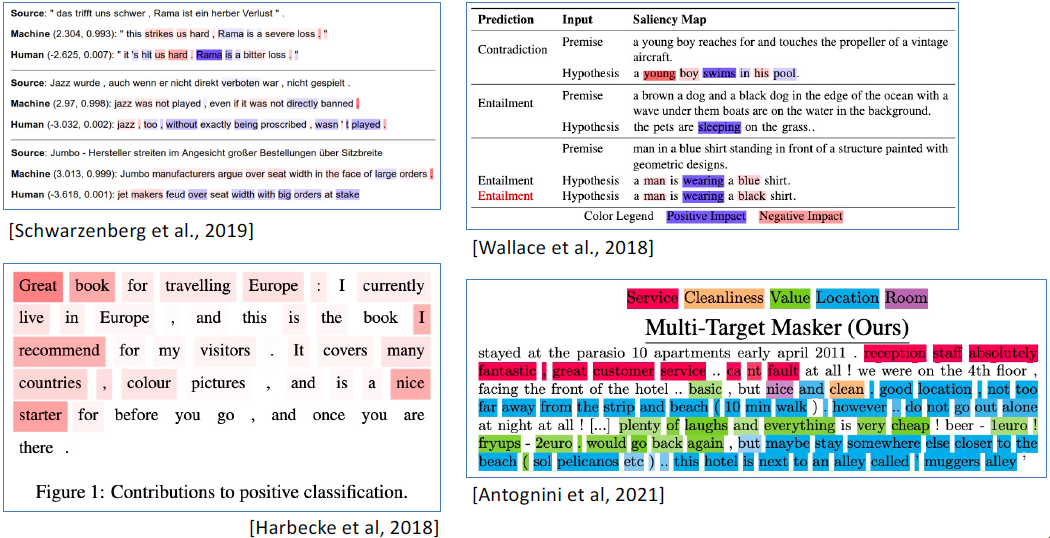 Source: " das trifft uns schwer , Rama ist ein herber Verlust " .
Machine (2.304, 0.993): " this strikes us hard , Rama is a severe loss . "
Human (-2.625, 0.007): " it 's hit us hard . Rama is a bitter loss . "
Source: Jazz wurde , auch wenn er nicht direkt verboten war , nicht gespielt .
Machine (2.97, 0.998): jazz was not played , even if it was not directly banned .
Human (-3.032, 0.002): jazz , too , without exactly being proscribed , wasn ' t played .
Source: Jumbo - Hersteller streiten im Angesicht großer Bestellungen über Sitzbreite
Machine (3.013, 0.999): Jumbo manufacturers argue over seat width in the face of large orders .
Human (-3.618, 0.001): jet makers feud over seat width with big orders at stake
[Schwarzenberg et al., 2019]
Prediction Input Saliency Map
Contradiction
Premise a young boy reaches for and touches the propeller of a vintage
aircraft.
Hypothesis a young boy swims in his pool.
Entailment
Premise a brown a dog and a black dog in the edge of the ocean with a
wave under them boats are on the water in the background.
Hypothesis the pets are sleeping on the grass..
Premise man in a blue shirt standing in front of a structure painted with
geometric designs.
Entailment Hypothesis a man is wearing a blue shirt.
Entailment Hypothesis a man is wearing a black shirt.
Color Legend Positive Impact Negative Impact
[Wallace et al., 2018]
Great book for travelling Europe : I currently
live in Europe , and this is the book I
recommend for my visitors . It covers many
countries , colour pictures , and is a nice
starter for before you go , and once you are
there .
Figure 1: Contributions to positive classification.
[Harbecke et al, 2018]
Service Cleanliness Value Location Room
Multi-Target Masker (Ours)
stayed at the parasio 10 apartments early april 2011 . reception staff absolutely
fantastic , great customer service .. ca nt fault at all ! we were on the 4th floor ,
facing the front of the hotel .. basic , but nice and clean . good location , not too
far away from the strip and beach ( 10 min walk ) . however .. do not go out alone
at night at all ! [...] plenty of laughs and everything is very cheap ! beer - 1euro !
fryups - 2euro . would go back again , but maybe stay somewhere else closer to the
beach ( sol pelicanos etc ) .. this hotel is next to an alley called ' muggers alley '
[Antognini et al, 2021]